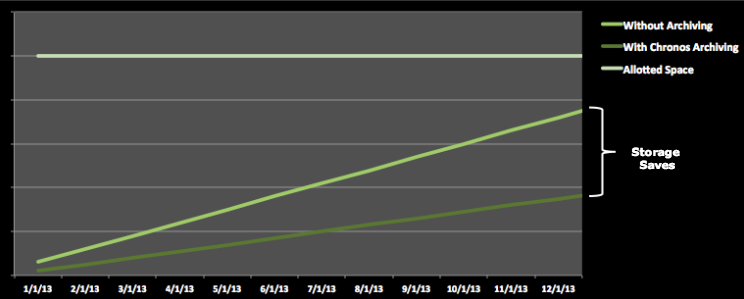 Without Archiving
With Chronos Archiving
Allotted Space
Storage
Saves
1/1/13 2/1/13 3/1/13 4/1/13 5/1/13 6/1/13 7/1/13 8/1/13 9/1/13 10/1/13 11/1/13 12/1/13